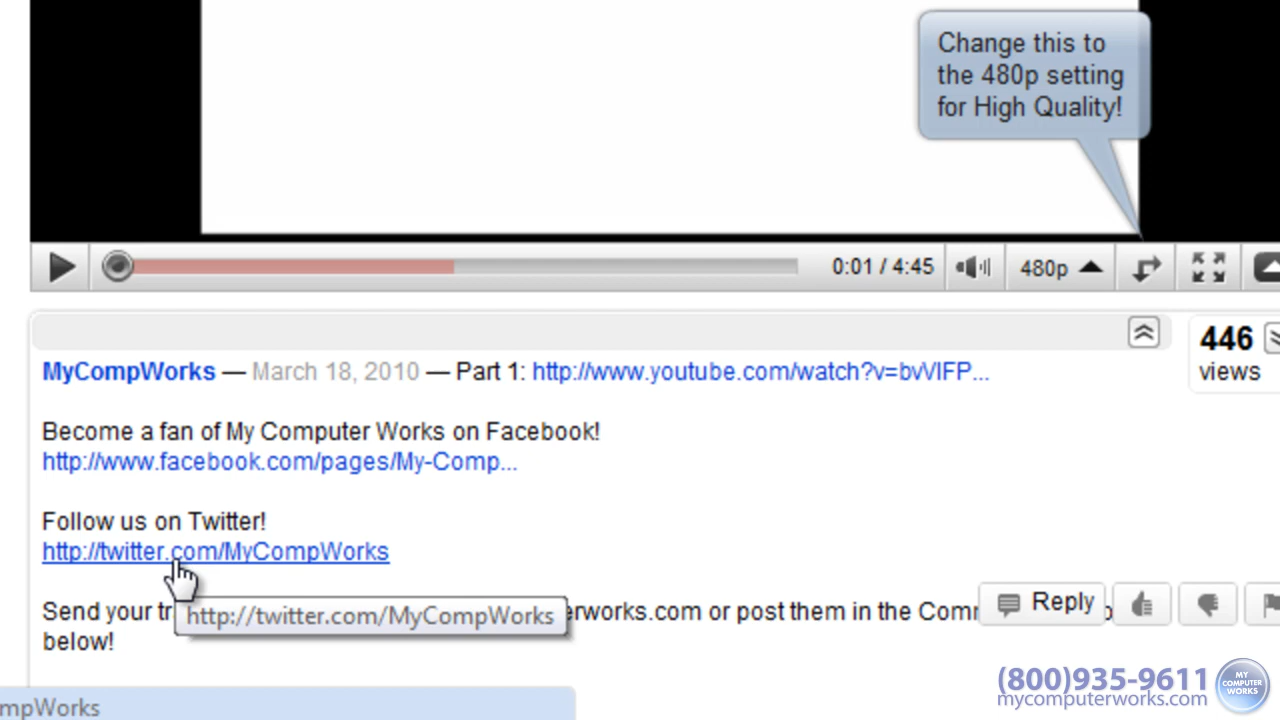 Change this to
the 480p setting
for High Quality!
0:01 / 4:45
480p
446
views
MyCompWorks — March 18, 2010 — Part 1: http://www.youtube.com/watch?v=bvVIFP...
Become a fan of My Computer Works on Facebook!
http://www.facebook.com/pages/My-Comp...
Follow us on Twitter!
http://twitter.com/MyCompWorks
http://twitter.com/MyCompWorks
Send your tr erworks.com or post them in the Comm
Reply
below!
(800)935-9611
mycomputerworks.com
MY
COMPUTER
WORKS
mpWorks